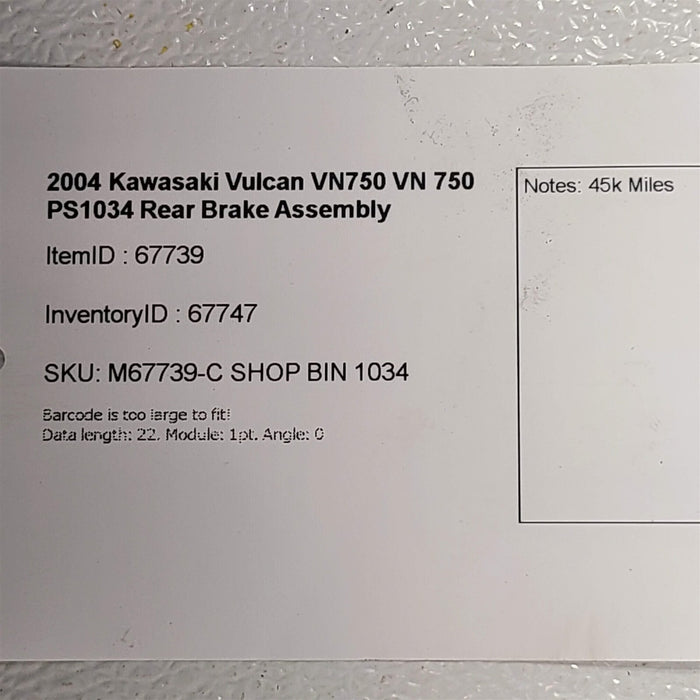 2004 Kawasaki Vulcan VN750 VN 750
PS1034 Rear Brake Assembly
ItemID : 67739
InventoryID : 67747
SKU: M67739-C SHOP BIN 1034
Barcode is too large to fit!
Data length: 22. Module: 1pt. Angle: 0
Notes: 45k Miles